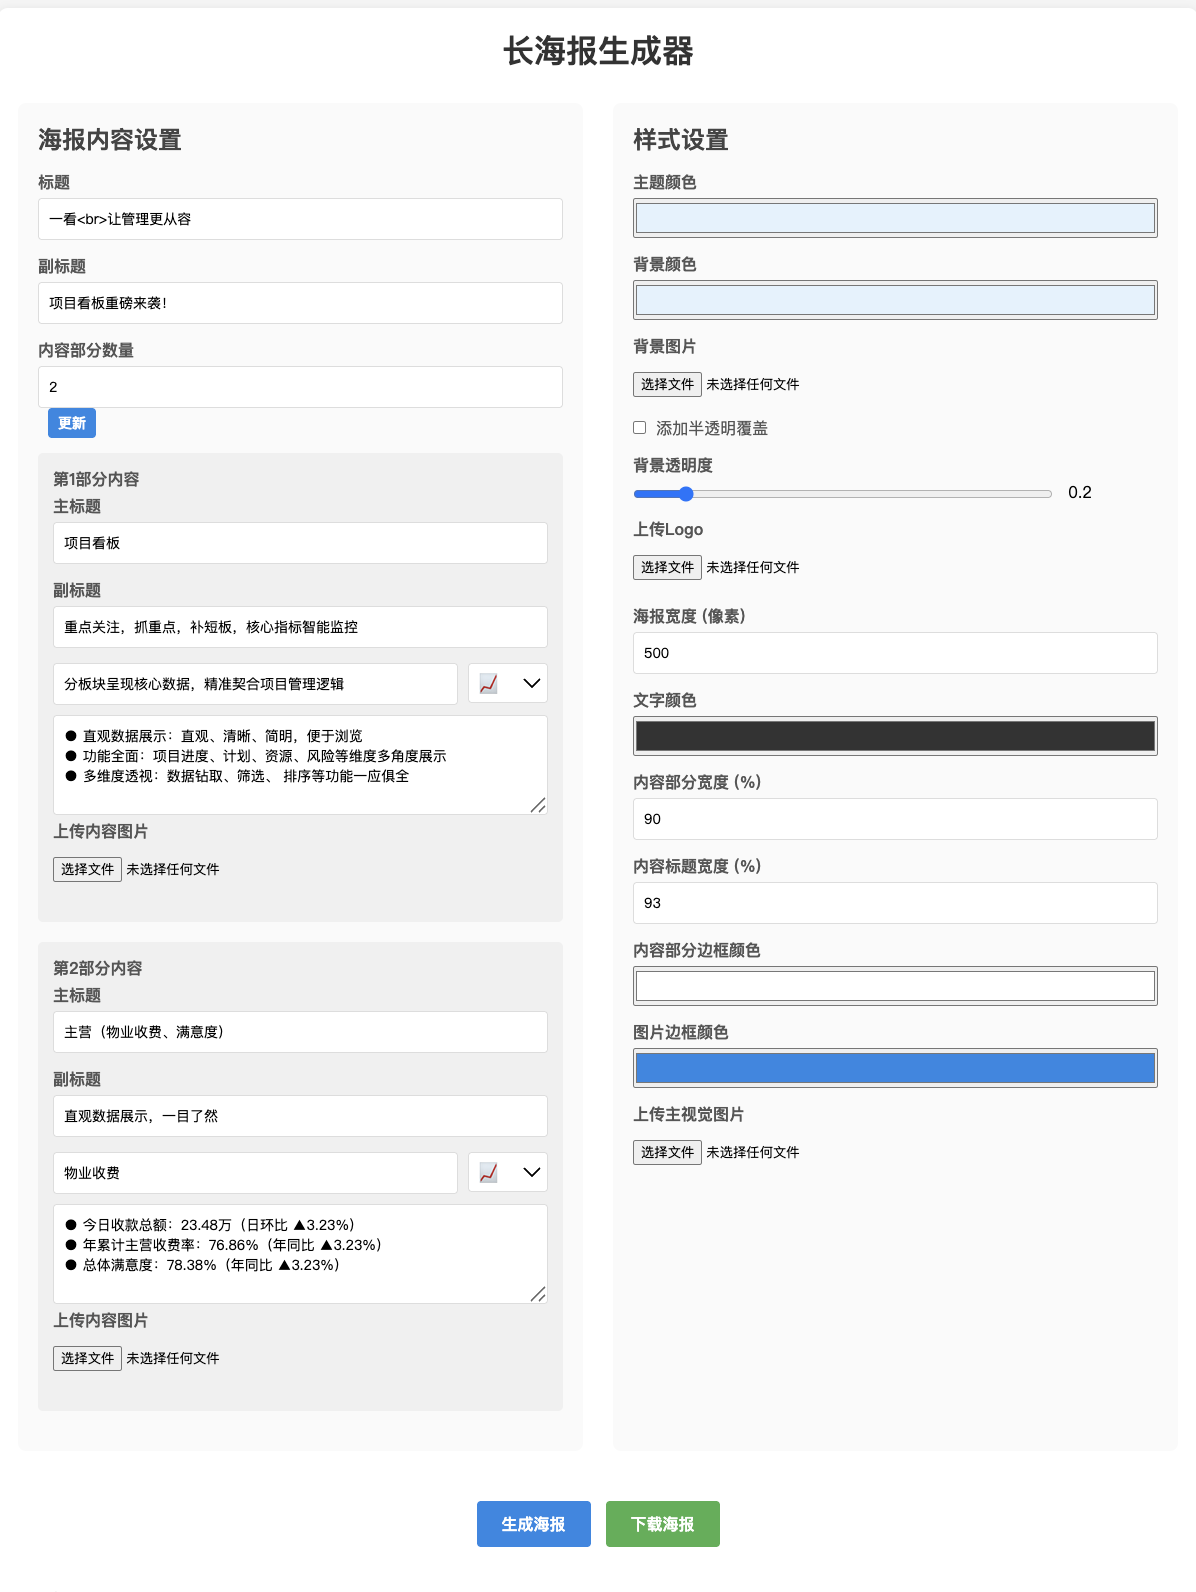 长海报生成器
海报内容设置
标题
一看<br>让管理更从容
副标题
项目看板重磅来袭！
内容部分数量
2
更新
第1部分内容
主标题
项目看板
副标题
重点关注，抓重点，补短板，核心指标智能监控
分板块呈现核心数据，精准契合项目管理逻辑
● 直观数据展示：直观、清晰、简明，便于浏览
● 功能全面：项目进度、计划、资源、风险等维度多角度展示
● 多维度透视：数据钻取、筛选、 排序等功能一应俱全
上传内容图片
选择文件 未选择任何文件
第2部分内容
主标题
主营（物业收费、满意度）
副标题
直观数据展示，一目了然
物业收费
● 今日收款总额：23.48万（日环比 ▲3.23%）
● 年累计主营收费率：76.86%（年同比 ▲3.23%）
● 总体满意度：78.38%（年同比 ▲3.23%）
上传内容图片
选择文件 未选择任何文件
样式设置
主题颜色
背景颜色
背景图片
选择文件 未选择任何文件
添加半透明覆盖
背景透明度
0.2
上传Logo
选择文件 未选择任何文件
海报宽度 (像素)
500
文字颜色
内容部分宽度 (%)
90
内容标题宽度 (%)
93
内容部分边框颜色
图片边框颜色
上传主视觉图片
选择文件 未选择任何文件
生成海报
下载海报